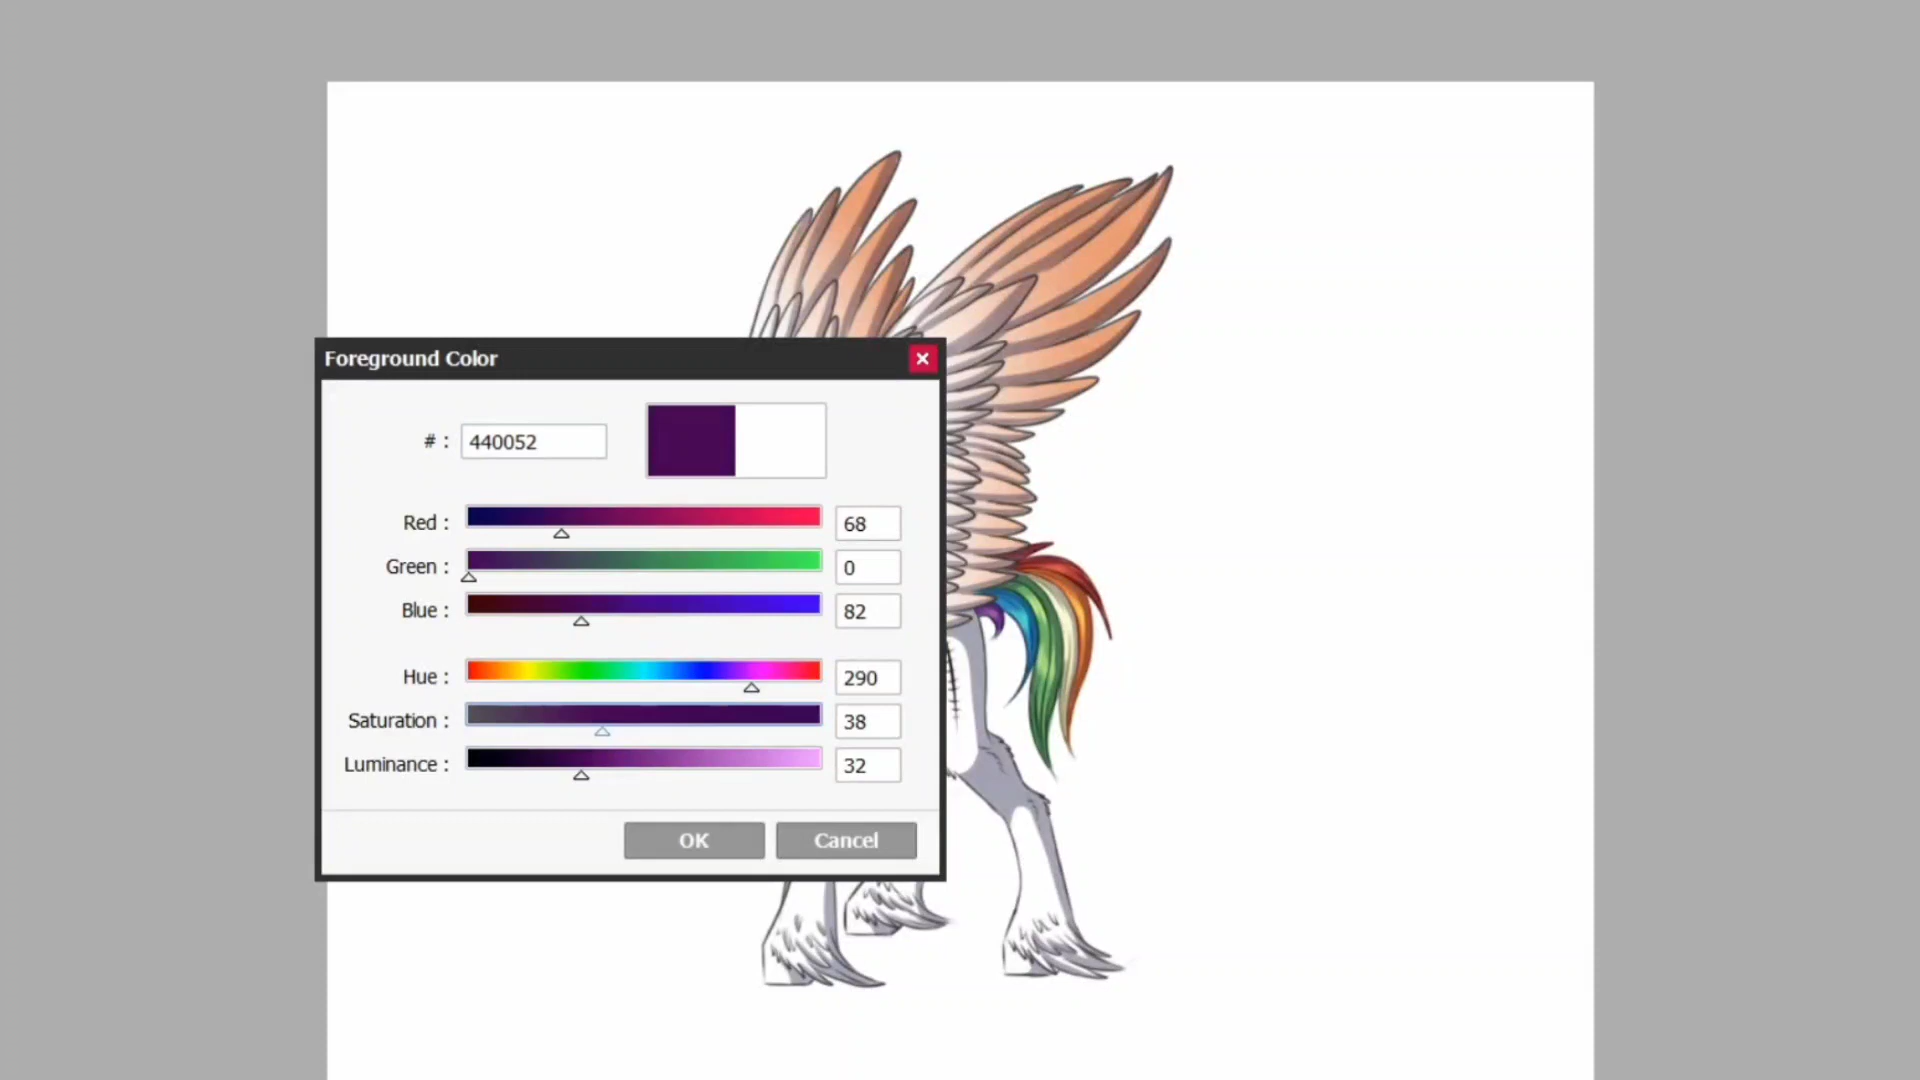 Foreground Color
# : 440052
Red : 68
Green : 0
Blue : 82
Hue : 290
Saturation : 38
Luminance : 32
OK Cancel